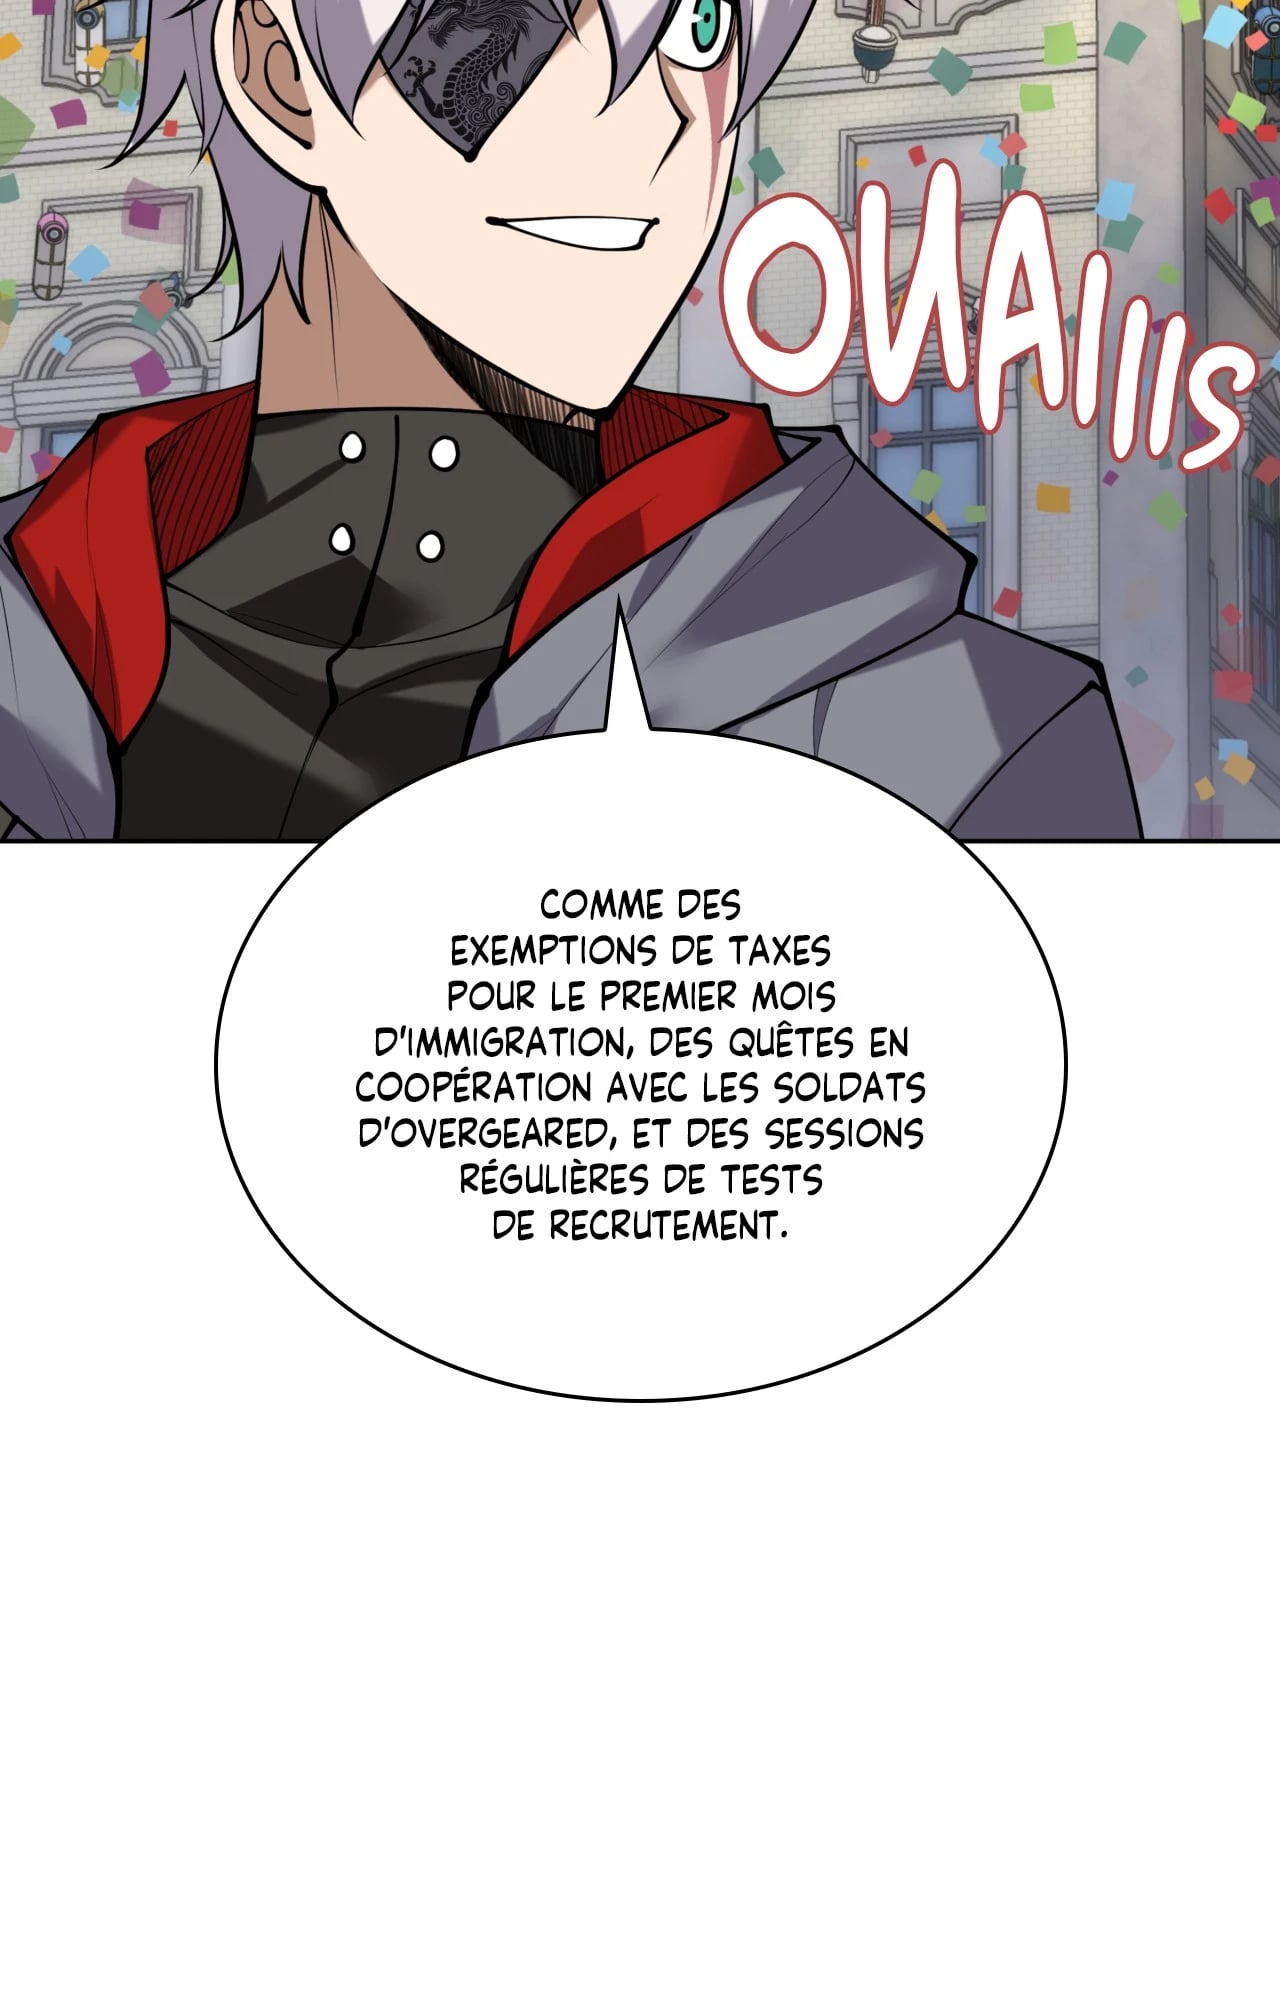 OUAIIIS
COMME DES
EXEMPTIONS DE TAXES
POUR LE PREMIER MOIS
D'IMMIGRATION, DES QUÊTES EN
COOPÉRATION AVEC LES SOLDATS
D'OVERGEARED, ET DES SESSIONS
RÉGULIÈRES DE TESTS
DE RECRUTEMENT.